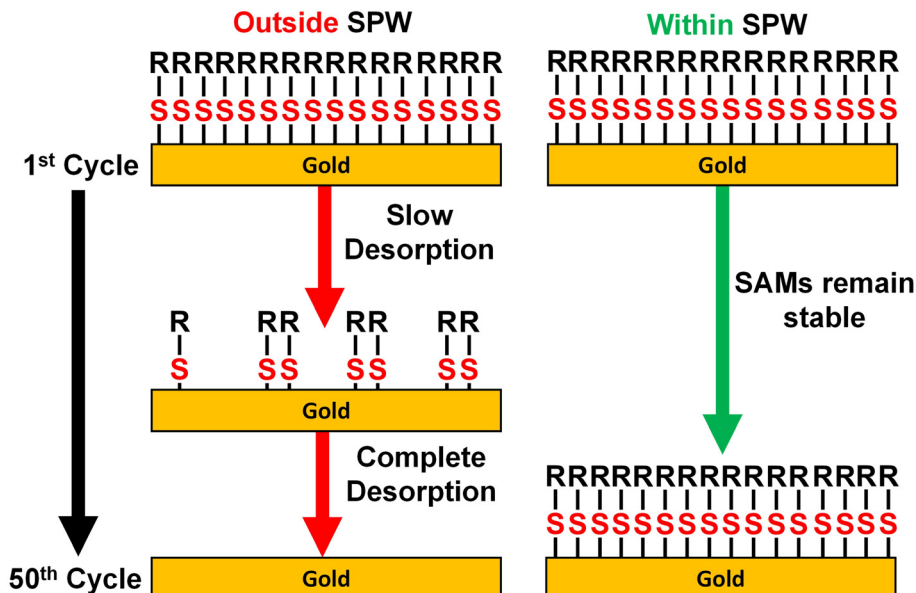 Outside SPW
RRRRRRRRRRRRRRRR
SSSSSSSSSSSSSSSS
Gold
1st Cycle
Slow
Desorption
R RR RR RR
S SS SS SS
Gold
Complete
Desorption
50th Cycle
Gold
Within SPW
RRRRRRRRRRRRRRRR
SSSSSSSSSSSSSSSS
Gold
SAMs remain
stable
RRRRRRRRRRRRRRRR
SSSSSSSSSSSSSSSS
Gold